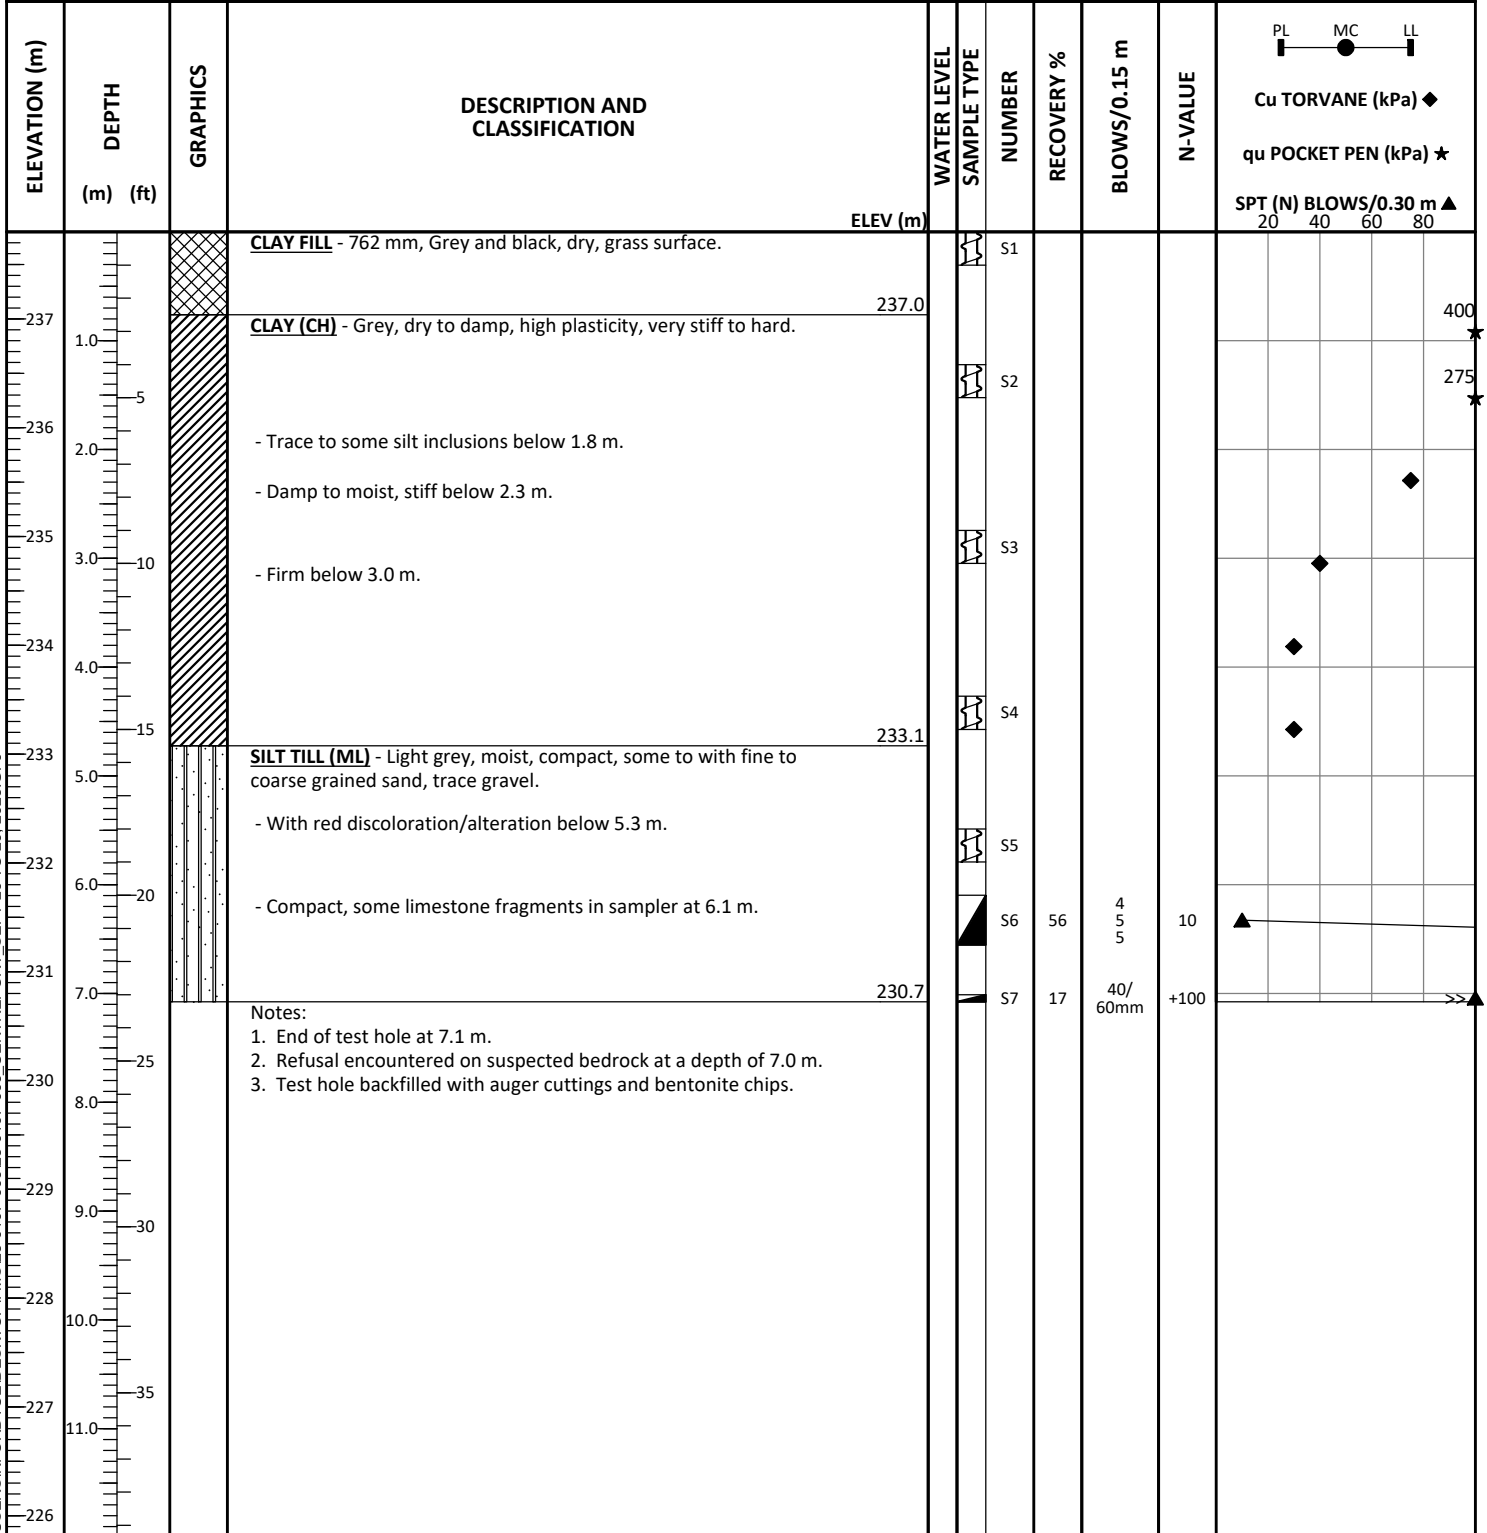 ELEVATION (m)
DEPTH
(m) (ft)
GRAPHICS
DESCRIPTION AND
CLASSIFICATION
ELEV (m)
WATER LEVEL
SAMPLE TYPE
NUMBER
RECOVERY %
BLOWS/0.15 m
N-VALUE
PL MC LL
Cu TORVANE (kPa) ◆
qu POCKET PEN (kPa) ★
SPT (N) BLOWS/0.30 m ▲
20 40 60 80
CLAY FILL - 762 mm, Grey and black, dry, grass surface.
S1
237.0
400
237
CLAY (CH) - Grey, dry to damp, high plasticity, very stiff to hard.
1.0
275
S2
5
236
- Trace to some silt inclusions below 1.8 m.
2.0
- Damp to moist, stiff below 2.3 m.
235
S3
3.0
10
- Firm below 3.0 m.
234
4.0
S4
15
233.1
233
SILT TILL (ML) - Light grey, moist, compact, some to with fine to
coarse grained sand, trace gravel.
5.0
- With red discoloration/alteration below 5.3 m.
S5
232
6.0
20
- Compact, some limestone fragments in sampler at 6.1 m.
S6 56
4
5
5
10
231
7.0
230.7
S7 17
40/
60mm
+100
>>
Notes:
1. End of test hole at 7.1 m.
2. Refusal encountered on suspected bedrock at a depth of 7.0 m.
25
230
3. Test hole backfilled with auger cuttings and bentonite chips.
8.0
229
9.0
30
228
10.0
35
227
11.0
226